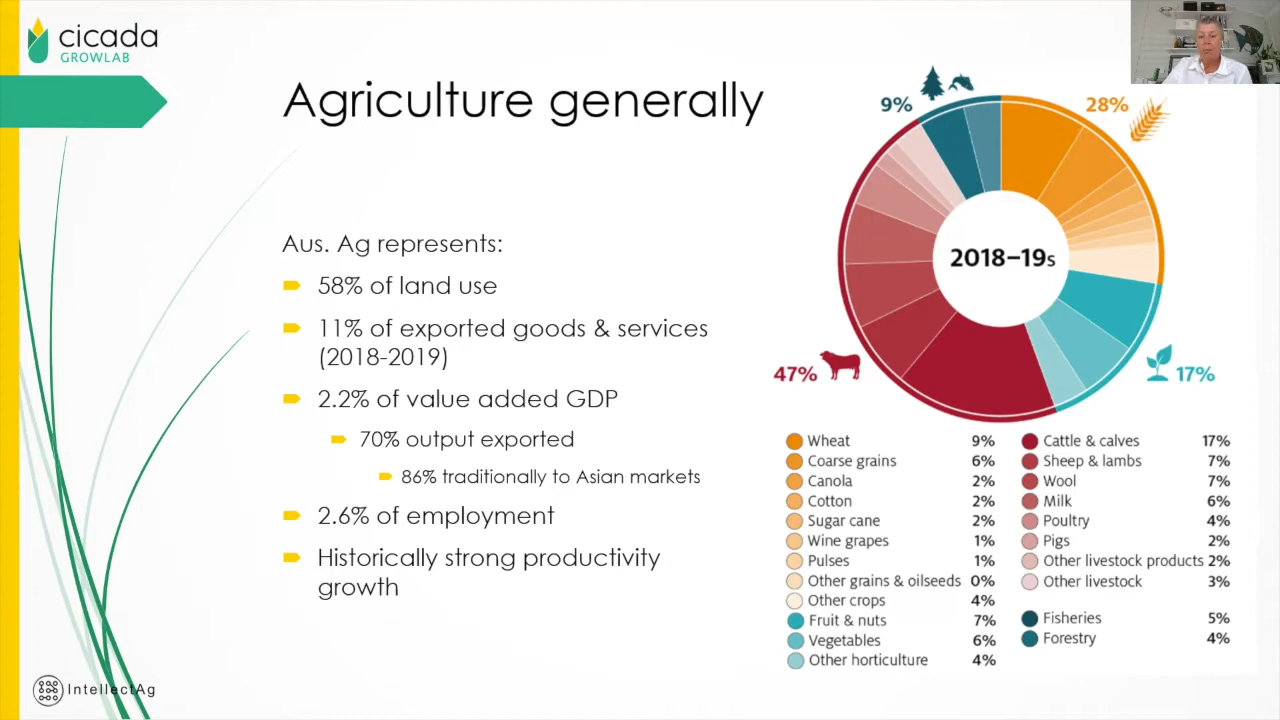 cicada
GROWLAB
Agriculture generally
Aus. Ag represents:
58% of land use
11% of exported goods & services
(2018-2019)
2.2% of value added GDP
70% output exported
86% traditionally to Asian markets
2.6% of employment
Historically strong productivity
growth
IntellectAg
9%
28%
2018–19s
47%
17%
Wheat 9%
Coarse grains 6%
Canola 2%
Cotton 2%
Sugar cane 2%
Wine grapes 1%
Pulses 1%
Other grains & oilseeds 0%
Other crops 4%
Fruit & nuts 7%
Vegetables 6%
Other horticulture 4%
Cattle & calves 17%
Sheep & lambs 7%
Wool 7%
Milk 6%
Poultry 4%
Pigs 2%
Other livestock products 2%
Other livestock 3%
Fisheries 5%
Forestry 4%